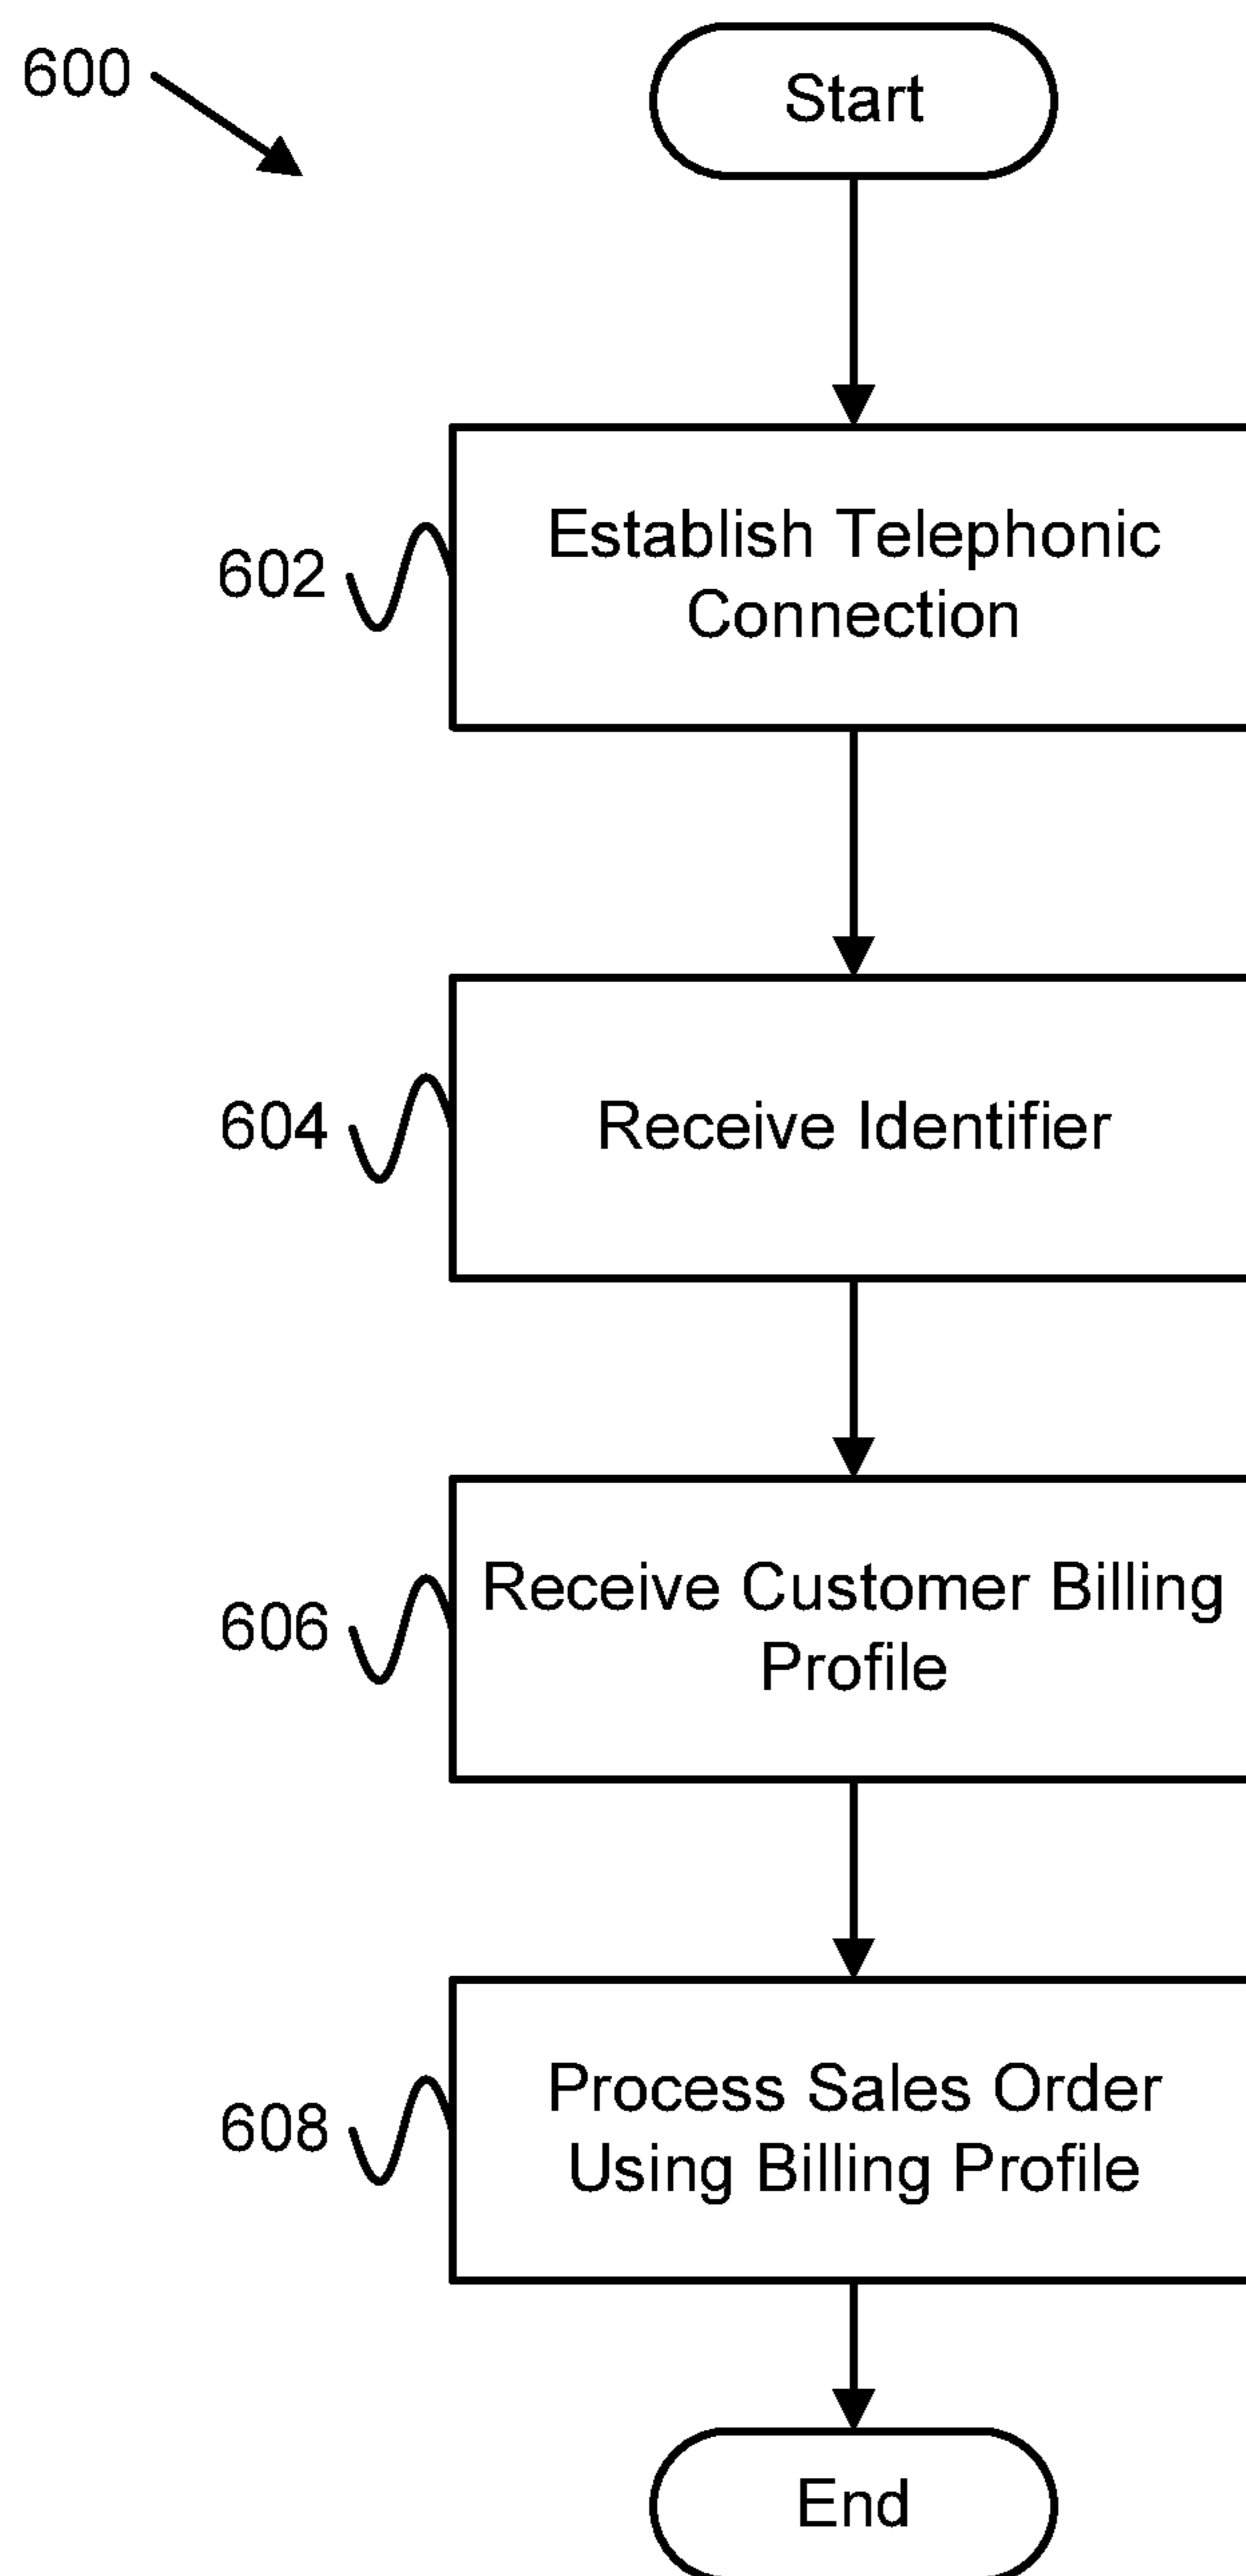 600
Start
602
Establish Telephonic
Connection
604
Receive Identifier
606
Receive Customer Billing
Profile
608
Process Sales Order
Using Billing Profile
End